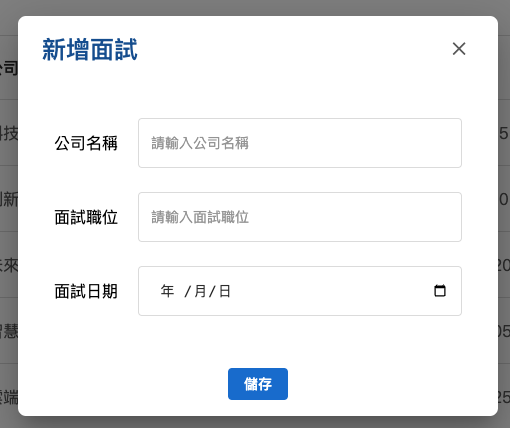 新增面試
公司名稱
請輸入公司名稱
面試職位
請輸入面試職位
面試日期
年 /月/日
儲存